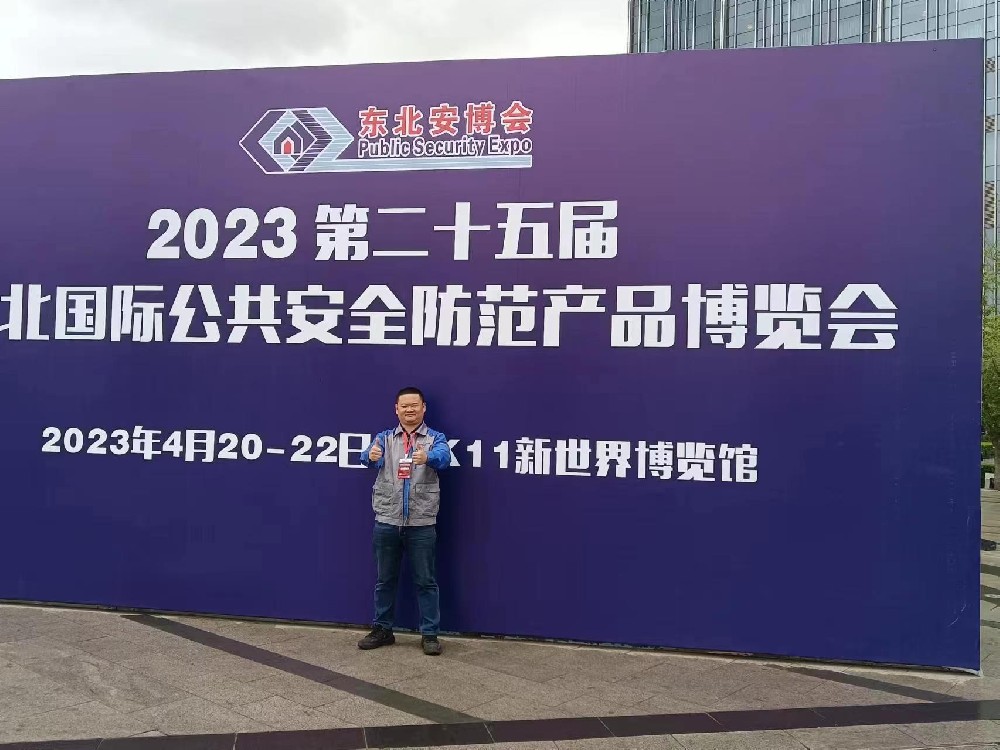 东北安博会
Public Security Expo
2023 第二十五届
北国际公共安全防范产品博览会
2023年4月20-22日 K11新世界博览馆